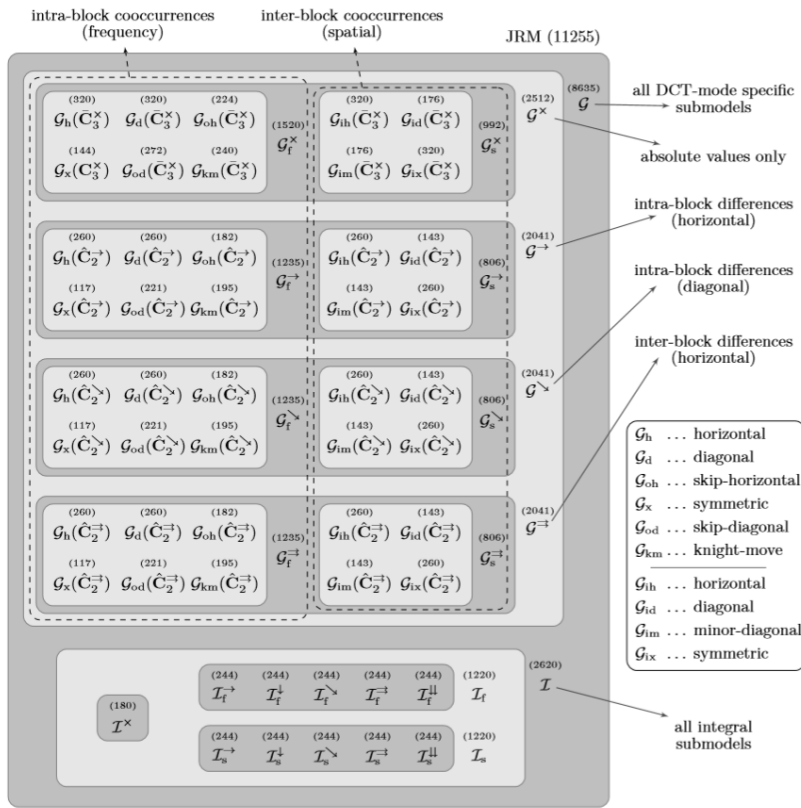 intra-block cooccurrences
(frequency)
inter-block cooccurrences
(spatial)
JRM (11255)
(320) (320) (224) (320) (176) (2512) (8635)
𝒢h(C̄₃×) 𝒢d(C̄₃×) 𝒢oh(C̄₃×) (1520) 𝒢ih(C̄₃×) 𝒢id(C̄₃×) (992) 𝒢× 𝒢
(144) (272) (240) 𝒢f× (176) (320) 𝒢s×
𝒢x(C̄₃×) 𝒢od(C̄₃×) 𝒢km(C̄₃×) 𝒢im(C̄₃×) 𝒢ix(C̄₃×)
all DCT-mode specific
submodels
absolute values only
(260) (260) (182) (260) (143) (2041)
𝒢h(Ĉ₂→) 𝒢d(Ĉ₂→) 𝒢oh(Ĉ₂→) (1235) 𝒢ih(Ĉ₂→) 𝒢id(Ĉ₂→) (806) 𝒢→
(117) (221) (195) 𝒢f→ (143) (260) 𝒢s→
𝒢x(Ĉ₂→) 𝒢od(Ĉ₂→) 𝒢km(Ĉ₂→) 𝒢im(Ĉ₂→) 𝒢ix(Ĉ₂→)
intra-block differences
(horizontal)
(260) (260) (182) (260) (143) (2041)
𝒢h(Ĉ₂↘) 𝒢d(Ĉ₂↘) 𝒢oh(Ĉ₂↘) (1235) 𝒢ih(Ĉ₂↘) 𝒢id(Ĉ₂↘) (806) 𝒢↘
(117) (221) (195) 𝒢f↘ (143) (260) 𝒢s↘
𝒢x(Ĉ₂↘) 𝒢od(Ĉ₂↘) 𝒢km(Ĉ₂↘) 𝒢im(Ĉ₂↘) 𝒢ix(Ĉ₂↘)
intra-block differences
(diagonal)
(260) (260) (182) (260) (143) (2041)
𝒢h(Ĉ₂⇉) 𝒢d(Ĉ₂⇉) 𝒢oh(Ĉ₂⇉) (1235) 𝒢ih(Ĉ₂⇉) 𝒢id(Ĉ₂⇉) (806) 𝒢⇉
(117) (221) (195) 𝒢f⇉ (143) (260) 𝒢s⇉
𝒢x(Ĉ₂⇉) 𝒢od(Ĉ₂⇉) 𝒢km(Ĉ₂⇉) 𝒢im(Ĉ₂⇉) 𝒢ix(Ĉ₂⇉)
inter-block differences
(horizontal)
𝒢h … horizontal
𝒢d … diagonal
𝒢oh … skip-horizontal
𝒢x … symmetric
𝒢od … skip-diagonal
𝒢km … knight-move
𝒢ih … horizontal
𝒢id … diagonal
𝒢im … minor-diagonal
𝒢ix … symmetric
(180)
ℐ×
(244) (244) (244) (244) (244) (1220) (2620)
ℐf→ ℐf↓ ℐf↘ ℐf⇉ ℐf⇊ ℐf ℐ
(244) (244) (244) (244) (244) (1220)
ℐs→ ℐs↓ ℐs↘ ℐs⇉ ℐs⇊ ℐs
all integral
submodels